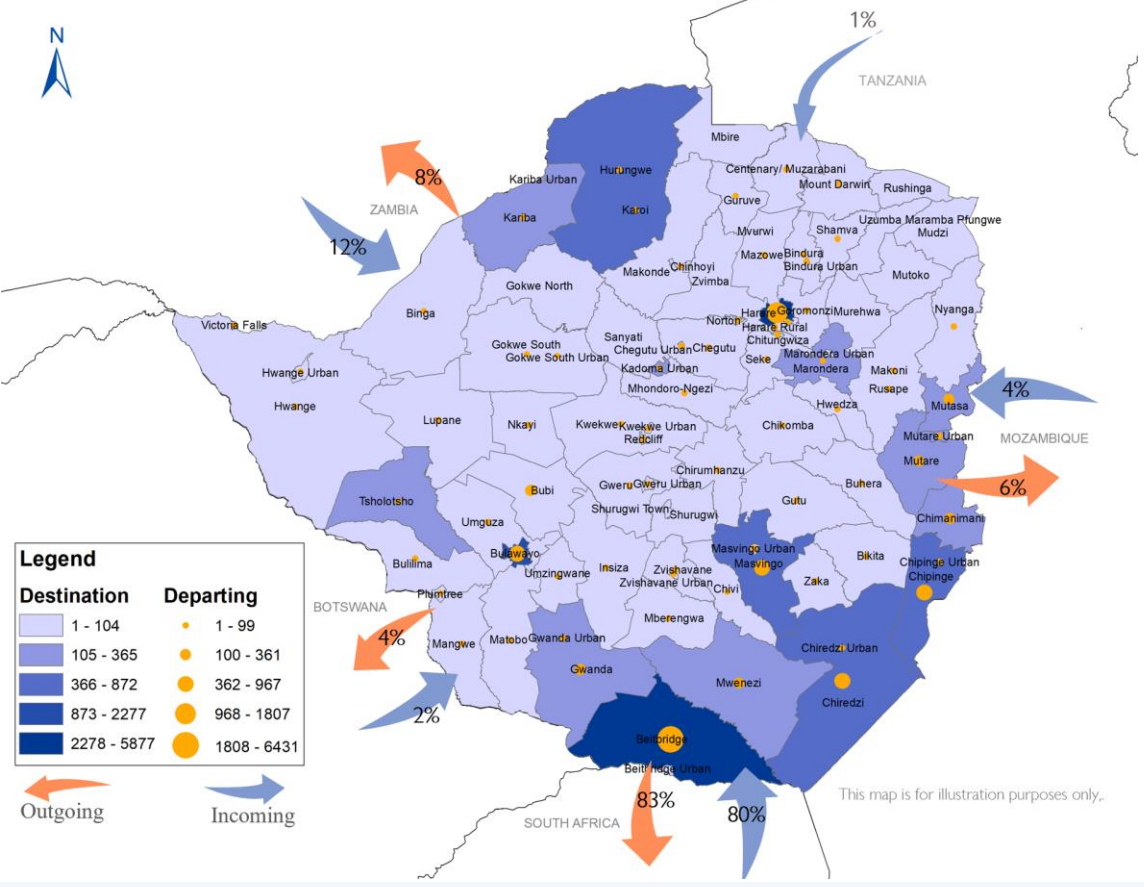 1%
N
TANZANIA
Mbire
8%
Kariba Urban
Hurungwe
Centenary/ Muzarabani
Mount Darwin
Rushinga
ZAMBIA
Kariba
Karoi
Guruve
Uzumba Maramba Pfungwe
Mudzi
12%
Mvurwi
Shamva
Mazowe
Bindura
Bindura Urban
Makonde
Chinhoyi
Zvimba
Mutoko
Gokwe North
Binga
Victoria Falls
Norton
Harare
Goromonzi
Murehwa
Nyanga
Harare Rural
Chitungwiza
Sanyati
Gokwe South
Gokwe South Urban
Chegutu Urban
Chegutu
Seke
Marondera Urban
Marondera
Hwange Urban
Kadoma Urban
Makoni
Rusape
Mhondoro-Ngezi
4%
Hwange
Hwedza
Mutasa
Lupane
Nkayi
Kwekwe
Kwekwe Urban
Redcliff
Chikomba
Mutare Urban
MOZAMBIQUE
Mutare
Chirumhanzu
Gweru
Gweru Urban
Buhera
6%
Tsholotsho
Bubi
Gutu
Shurugwi Town
Shurugwi
Chimanimani
Umguza
Masvingo Urban
Masvingo
Bulawayo
Bikita
Chipinge Urban
Chipinge
Bulilima
Umzingwane
Insiza
Zvishavane
Zvishavane Urban
Zaka
Chivi
Plumtree
BOTSWANA
Mberengwa
4%
Mangwe
Matobo
Gwanda Urban
Chiredzi Urban
Gwanda
Mwenezi
Chiredzi
2%
Beitbridge
Beitbridge Urban
83%
80%
SOUTH AFRICA
Legend
Destination Departing
1 - 104 1 - 99
105 - 365 100 - 361
366 - 872 362 - 967
873 - 2277 968 - 1807
2278 - 5877 1808 - 6431
Outgoing Incoming
This map is for illustration purposes only,.